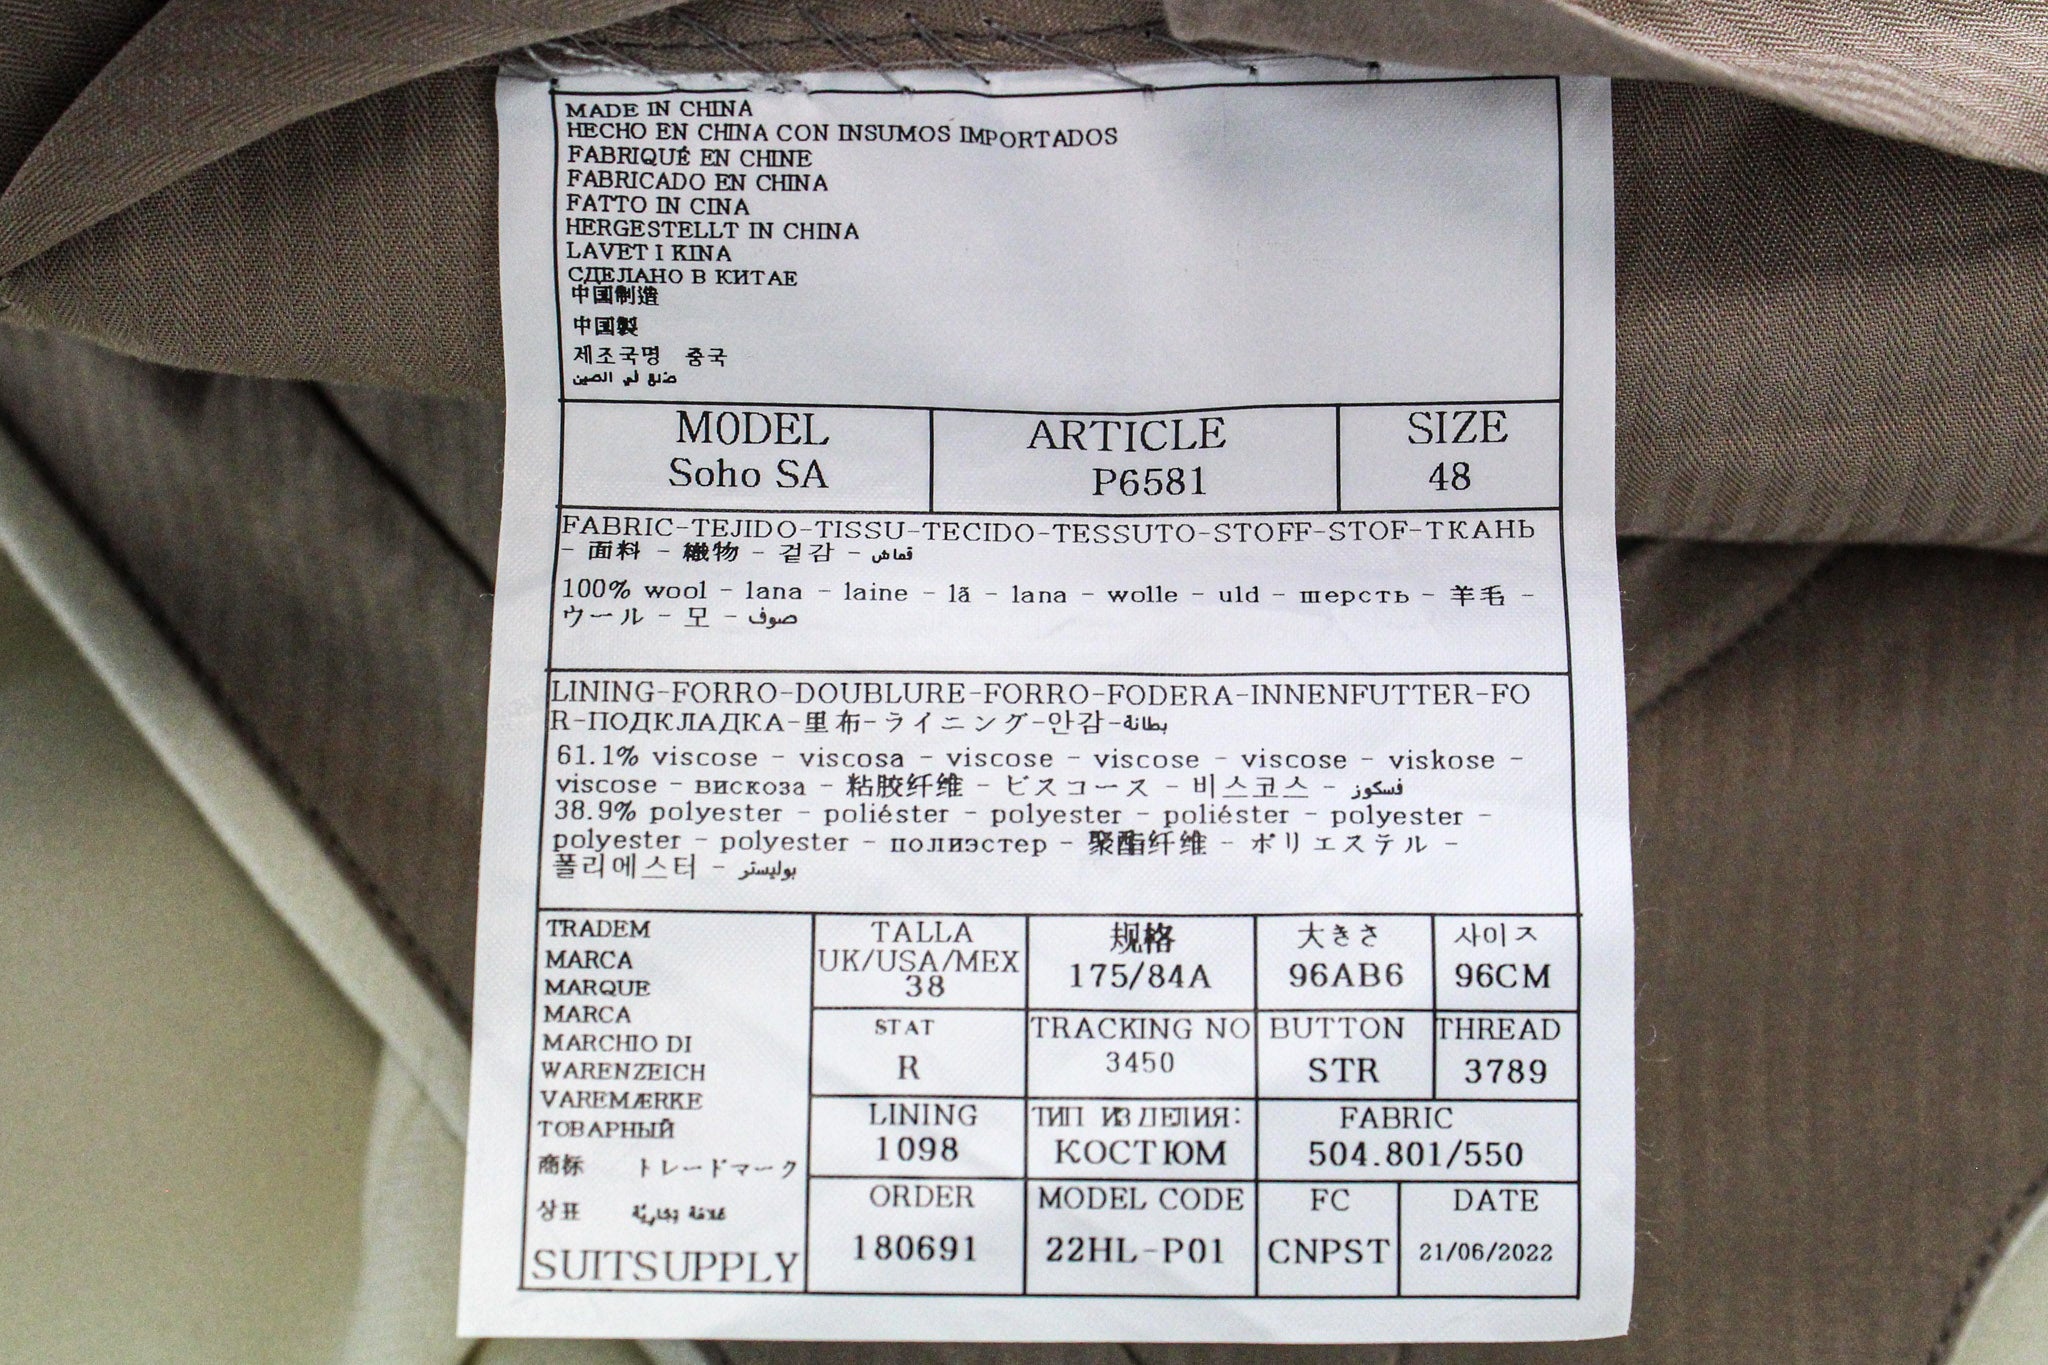 MADE IN CHINA
HECHO EN CHINA CON INSUMOS IMPORTADOS
FABRIQUÉ EN CHINE
FABRICADO EN CHINA
FATTO IN CINA
HERGESTELLT IN CHINA
LAVET I KINA
СДЕЛАНО В КИТАЕ
中国制造
中国製
제조국명 중국
صنع في الصين
MODEL
Soho SA
ARTICLE
P6581
SIZE
48
FABRIC-TEJIDO-TISSU-TECIDO-TESSUTO-STOFF-STOF-ТКАНЬ
- 面料 - 織物 - 겉감 - قماش
100% wool - lana - laine - lã - lana - wolle - uld - шерсть - 羊毛 -
ウール - 모 - صوف
LINING-FORRO-DOUBLURE-FORRO-FODERA-INNENFUTTER-FO
R-ПОДКЛАДКА-里布-ライニング-안감-بطانة
61.1% viscose - viscosa - viscose - viscose - viscose - viskose -
viscose - вискоза - 粘胶纤维 - ビスコース - 비스코스 - فسكوز
38.9% polyester - poliéster - polyester - poliéster - polyester -
polyester - polyester - полиэстер - 聚酯纤维 - ポリエステル -
폴리에스터 - بوليستر
TRADEM
MARCA
MARQUE
MARCA
MARCHIO DI
WARENZEICH
VAREMÆRKE
ТОВАРНЫЙ
商标 トレードマーク
상표
SUITSUPPLY
TALLA
UK/USA/MEX
38
规格
175/84A
大きさ
96AB6
사이즈
96CM
STAT
R
TRACKING NO
3450
BUTTON
STR
THREAD
3789
LINING
1098
ТИП ИЗДЕЛИЯ:
КОСТЮМ
FABRIC
504.801/550
ORDER
180691
MODEL CODE
22HL-P01
FC
CNPST
DATE
21/06/2022